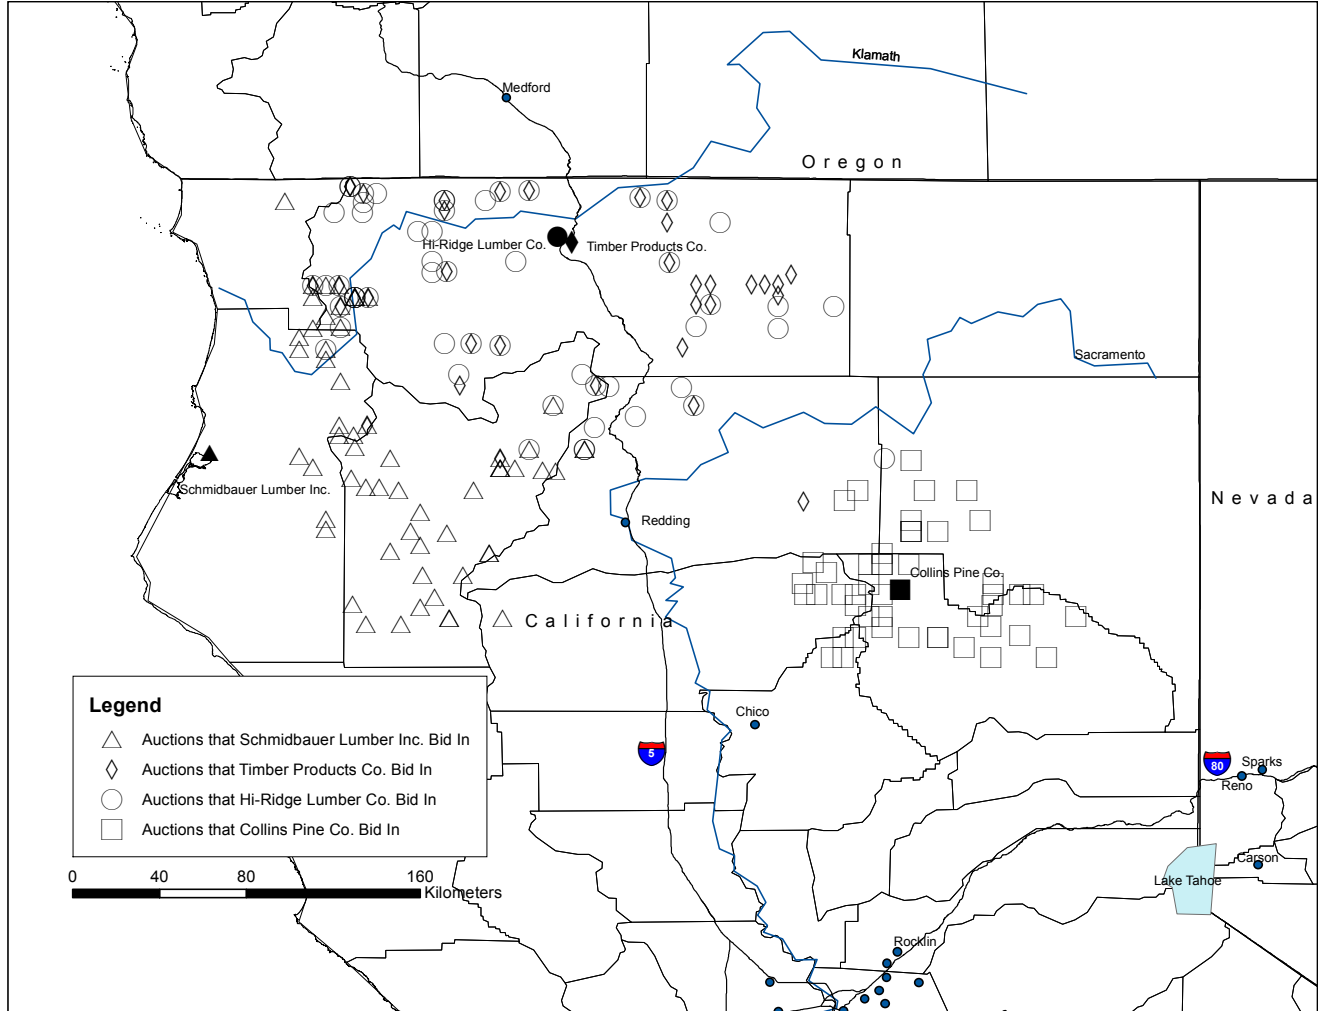 Klamath
Medford
Oregon
Hi-Ridge Lumber Co.
Timber Products Co.
Sacramento
Schmidbauer Lumber Inc.
Nevada
Redding
Collins Pine Co.
California
Legend
Auctions that Schmidbauer Lumber Inc. Bid In
Auctions that Timber Products Co. Bid In
Auctions that Hi-Ridge Lumber Co. Bid In
Auctions that Collins Pine Co. Bid In
Chico
5
80
Sparks
Reno
Carson
Lake Tahoe
0 40 80 160
Kilometers
Rocklin